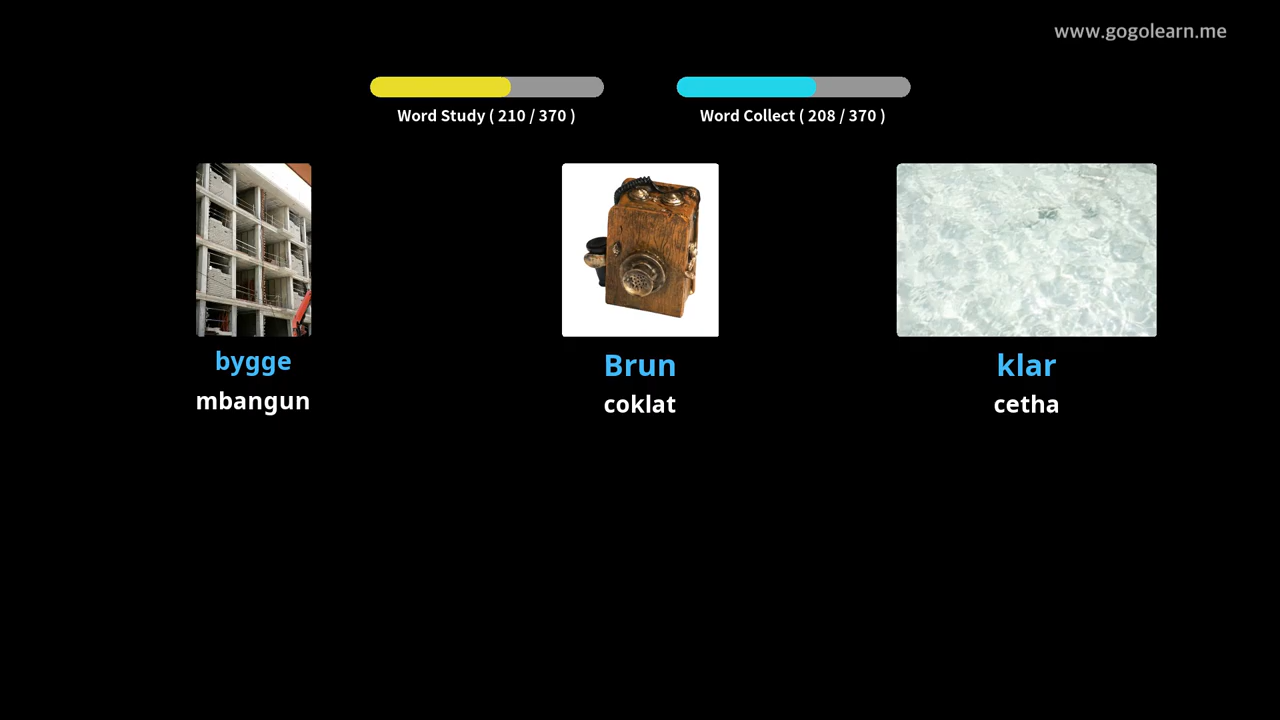 www.gogolearn.me
Word Study ( 210 / 370 )
Word Collect ( 208 / 370 )
bygge
mbangun
Brun
coklat
klar
cetha